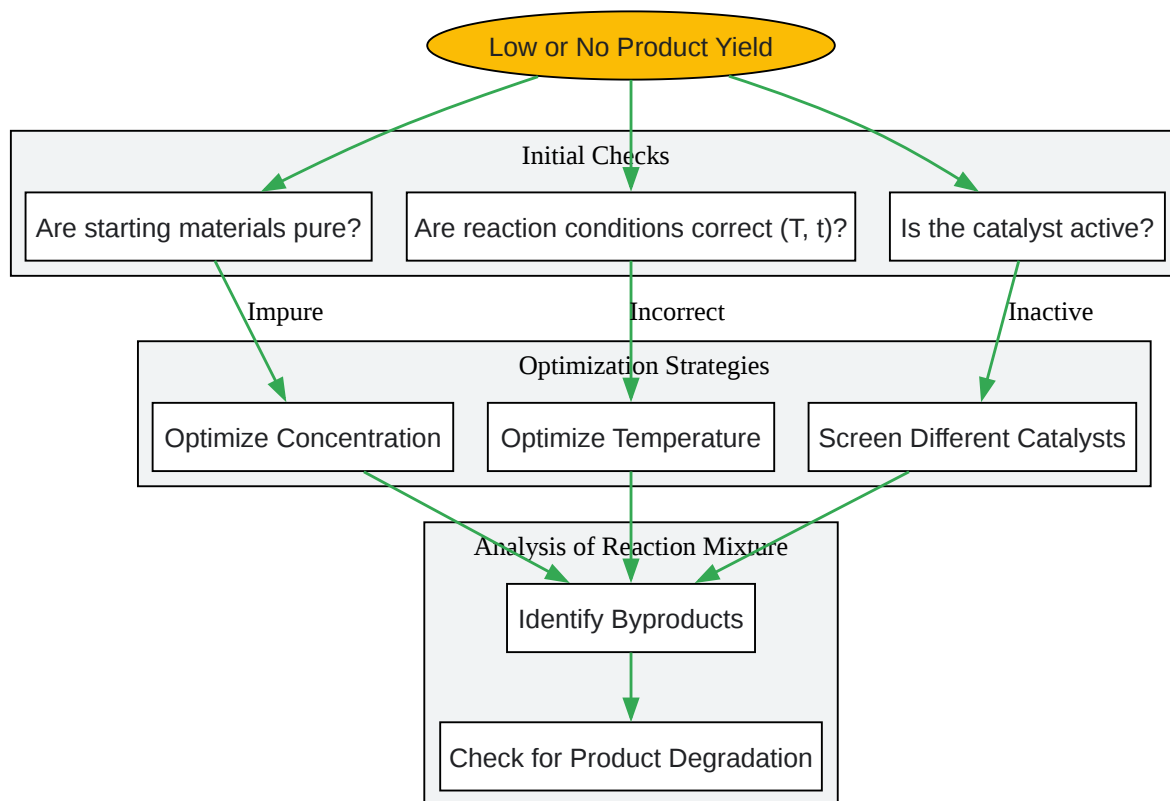 Low or No Product Yield
Initial Checks
Are starting materials pure?
Are reaction conditions correct (T, t)?
Is the catalyst active?
Impure
Incorrect
Inactive
Optimization Strategies
Optimize Concentration
Optimize Temperature
Screen Different Catalysts
Analysis of Reaction Mixture
Identify Byproducts
Check for Product Degradation